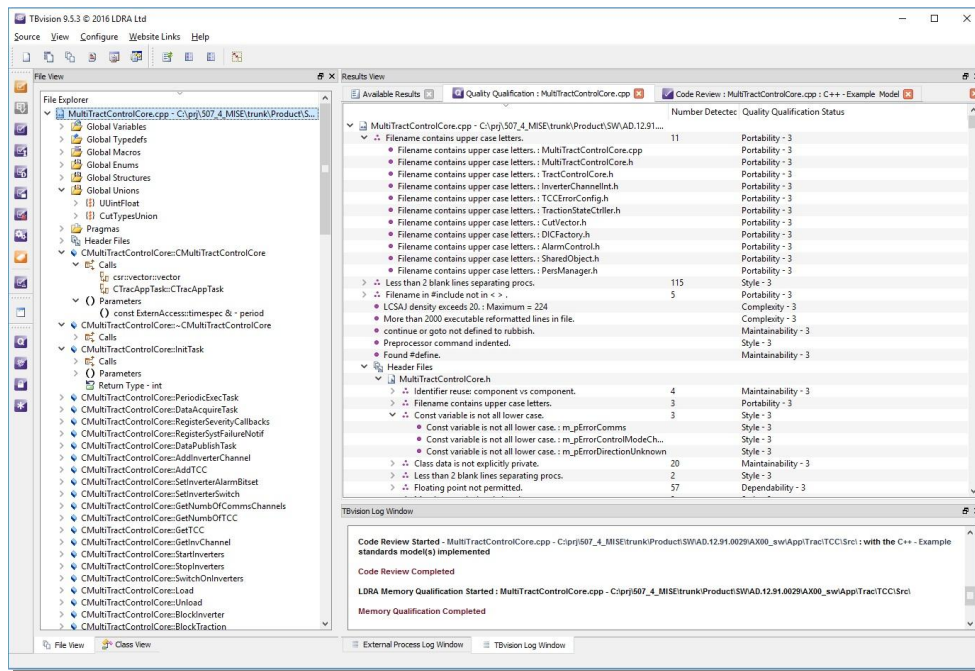 TBvision 9.5.3 © 2016 LDRA Ltd
Source View Configure Website Links Help
File View
File Explorer
MultiTractControlCore.cpp - C:\prj\507_4_MISE\trunk\Product\S...
Global Variables
Global Typedefs
Global Macros
Global Enums
Global Structures
Global Unions
UUintFloat
CutTypesUnion
Pragmas
Header Files
CMultiTractControlCore::CMultiTractControlCore
Calls
csr::vector::vector
CTracAppTask::CTracAppTask
Parameters
const ExternAccess::timespec & - period
CMultiTractControlCore::~CMultiTractControlCore
Calls
CMultiTractControlCore::InitTask
Calls
Parameters
Return Type - int
CMultiTractControlCore::PeriodicExecTask
CMultiTractControlCore::DataAcquireTask
CMultiTractControlCore::RegisterSeverityCallbacks
CMultiTractControlCore::RegisterSystFailureNotif
CMultiTractControlCore::DataPublishTask
CMultiTractControlCore::AddInverterChannel
CMultiTractControlCore::AddTCC
CMultiTractControlCore::SetInverterAlarmBitset
CMultiTractControlCore::SetInverterSwitch
CMultiTractControlCore::GetNumbOfCommsChannels
CMultiTractControlCore::GetNumbOfTCC
CMultiTractControlCore::GetTCC
CMultiTractControlCore::GetInvChannel
CMultiTractControlCore::StartInverters
CMultiTractControlCore::StopInverters
CMultiTractControlCore::SwitchOnInverters
CMultiTractControlCore::Load
CMultiTractControlCore::Unload
CMultiTractControlCore::BlockInverter
CMultiTractControlCore::BlockTraction
File View Class View
Results View
Available Results Quality Qualification : MultiTractControlCore.cpp Code Review : MultiTractControlCore.cpp : C++ - Example Model
Number Detected Quality Qualification Status
MultiTractControlCore.cpp - C:\prj\507_4_MISE\trunk\Product\SW\AD.12.91....
Filename contains upper case letters. 11 Portability - 3
Filename contains upper case letters. : MultiTractControlCore.cpp Portability - 3
Filename contains upper case letters. : MultiTractControlCore.h Portability - 3
Filename contains upper case letters. : TractControlCore.h Portability - 3
Filename contains upper case letters. : InverterChannelInt.h Portability - 3
Filename contains upper case letters. : TCCErrorConfig.h Portability - 3
Filename contains upper case letters. : TractionStateCtrller.h Portability - 3
Filename contains upper case letters. : CutVector.h Portability - 3
Filename contains upper case letters. : DICFactory.h Portability - 3
Filename contains upper case letters. : AlarmControl.h Portability - 3
Filename contains upper case letters. : SharedObject.h Portability - 3
Filename contains upper case letters. : PersManager.h Portability - 3
Less than 2 blank lines separating procs. 115 Style - 3
Filename in #include not in < > . 5 Portability - 3
LCSAJ density exceeds 20. : Maximum = 224 Complexity - 3
More than 2000 executable reformatted lines in file. Complexity - 3
continue or goto not defined to rubbish. Maintainability - 3
Preprocessor command indented. Style - 3
Found #define. Maintainability - 3
Header Files
MultiTractControlCore.h
Identifier reuse: component vs component. 4 Maintainability - 3
Filename contains upper case letters. 3 Portability - 3
Const variable is not all lower case. 3 Style - 3
Const variable is not all lower case. : m_pErrorComms Style - 3
Const variable is not all lower case. : m_pErrorControlModeCh... Style - 3
Const variable is not all lower case. : m_pErrorDirectionUnknown Style - 3
Class data is not explicitly private. 20 Maintainability - 3
Less than 2 blank lines separating procs. 2 Style - 3
Floating point not permitted. 57 Dependability - 3
TBvision Log Window
Code Review Started - MultiTractControlCore.cpp - C:\prj\507_4_MISE\trunk\Product\SW\AD.12.91.0029\AX00_sw\App\Trac\TCC\Src\ : with the C++ - Example
standards model(s) implemented
Code Review Completed
LDRA Memory Qualification Started : MultiTractControlCore.cpp - C:\prj\507_4_MISE\trunk\Product\SW\AD.12.91.0029\AX00_sw\App\Trac\TCC\Src\
Memory Qualification Completed
External Process Log Window TBvision Log Window